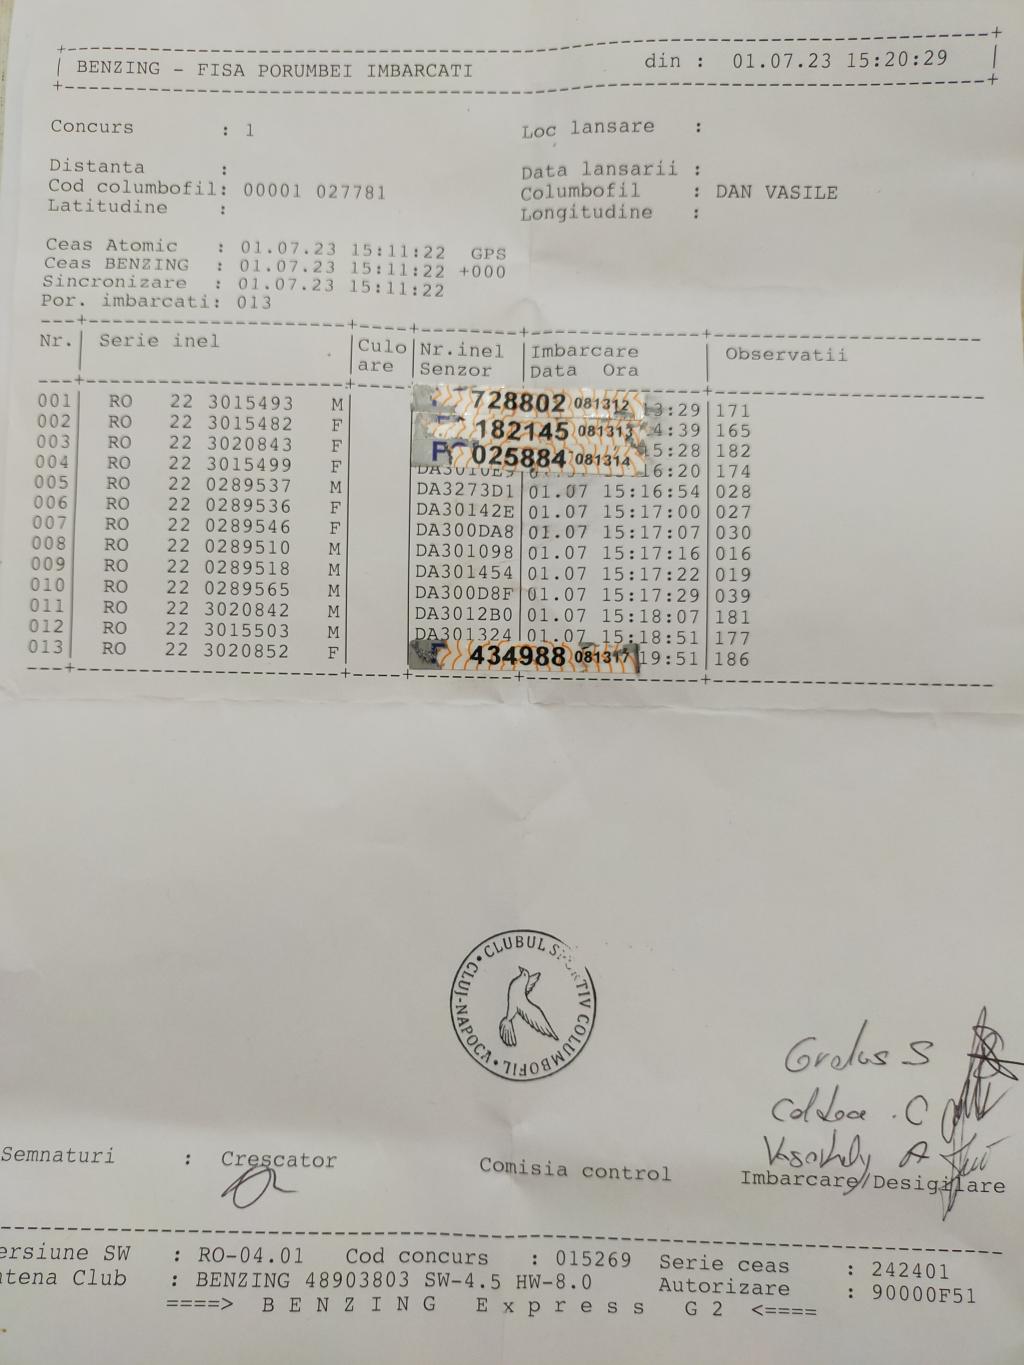 BENZING - FISA PORUMBEI IMBARCATI din : 01.07.23 15:20:29
Concurs : 1 Loc lansare :
Distanta : Data lansarii :
Cod columbofil: 00001 027781 Columbofil : DAN VASILE
Latitudine : Longitudine :
Ceas Atomic : 01.07.23 15:11:22 GPS
Ceas BENZING : 01.07.23 15:11:22 +000
Sincronizare : 01.07.23 15:11:22
Por. imbarcati: 013
Nr. Serie inel Culo Nr.inel Imbarcare Observatii
are Senzor Data Ora
001 RO 22 3015493 M 728802 081312 13:29 171
002 RO 22 3015482 F 182145 081313 4:39 165
003 RO 22 3020843 F 025884 081314 15:28 182
004 RO 22 3015499 F 16:20 174
005 RO 22 0289537 M DA3273D1 01.07 15:16:54 028
006 RO 22 0289536 F DA30142E 01.07 15:17:00 027
007 RO 22 0289546 F DA300DA8 01.07 15:17:07 030
008 RO 22 0289510 M DA301098 01.07 15:17:16 016
009 RO 22 0289518 M DA301454 01.07 15:17:22 019
010 RO 22 0289565 M DA300D8F 01.07 15:17:29 039
011 RO 22 3020842 M DA3012B0 01.07 15:18:07 181
012 RO 22 3015503 M DA301324 01.07 15:18:51 177
013 RO 22 3020852 F 434988 081317 19:51 186
CLUBUL SPORTIV COLUMBOFIL • CLUJ-NAPOCA •
S
. C
A
Semnaturi : Crescator Comisia control Imbarcare/Desigilare
ersiune SW : RO-04.01 Cod concurs : 015269 Serie ceas : 242401
ntena Club : BENZING 48903803 SW-4.5 HW-8.0 Autorizare : 90000F51
====> B E N Z I N G E x p r e s s G 2 <====